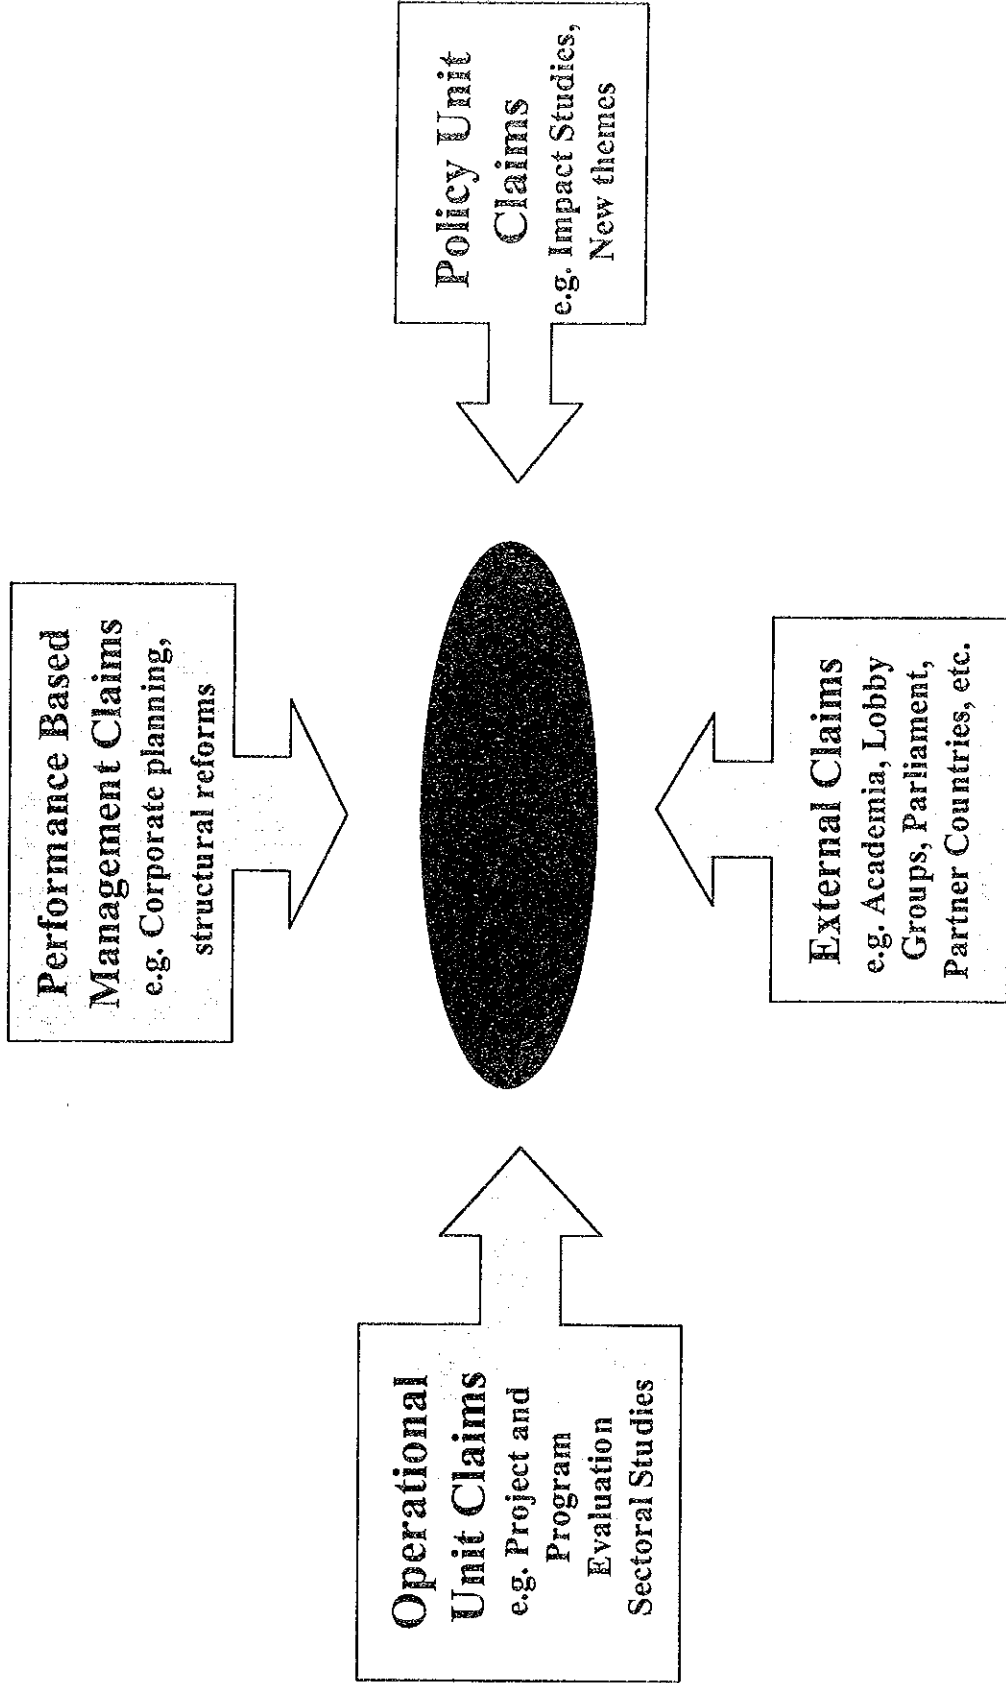 Performance Based
Management Claims
e.g. Corporate planning,
structural reforms
Operational
Unit Claims
e.g. Project and
Program
Evaluation
Sectoral Studies
Policy Unit
Claims
e.g. Impact Studies,
New themes
External Claims
e.g. Academia, Lobby
Groups, Parliament,
Partner Countries, etc.